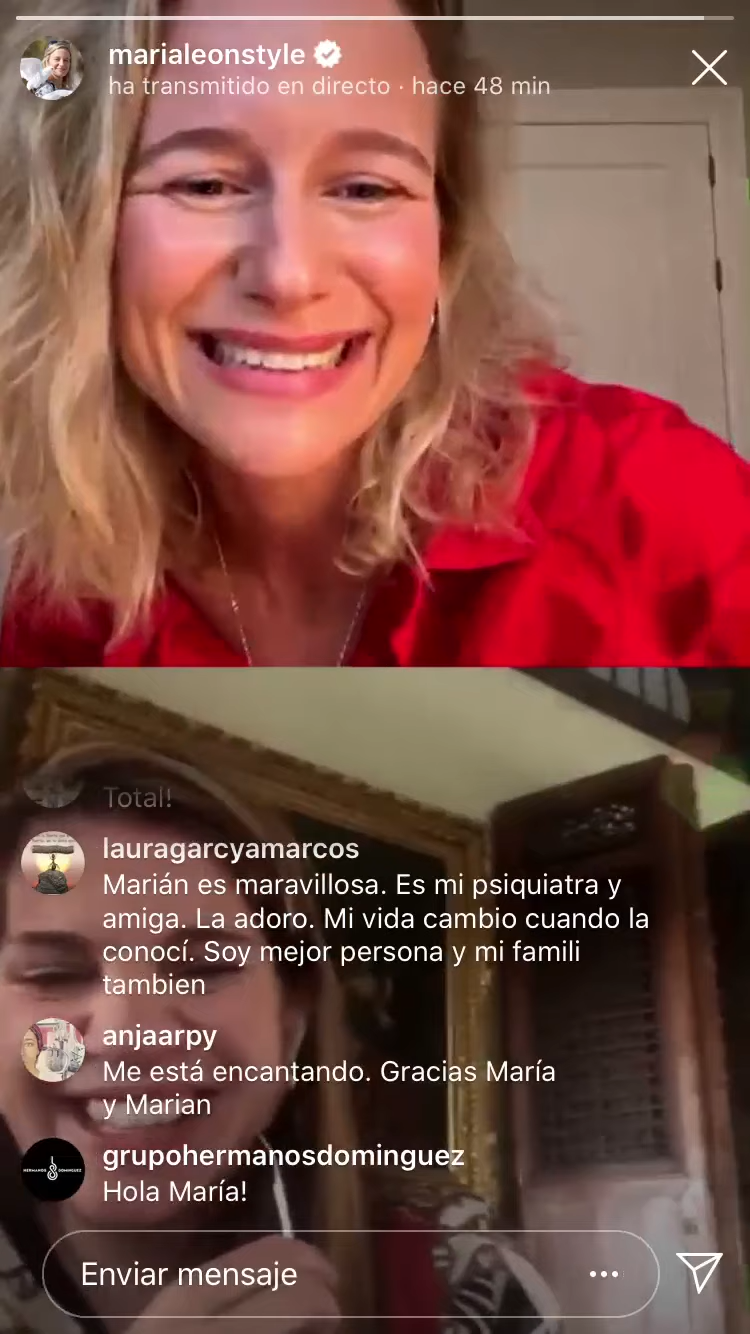 marialeonstyle
ha transmitido en directo · hace 48 min
Total!
lauragarcyamarcos
Marián es maravillosa. Es mi psiquiatra y
amiga. La adoro. Mi vida cambio cuando la
conocí. Soy mejor persona y mi famili
tambien
anjaarpy
Me está encantando. Gracias María
y Marian
grupohermanosdominguez
HERMANOS DOMINGUEZ
Hola María!
Enviar mensaje